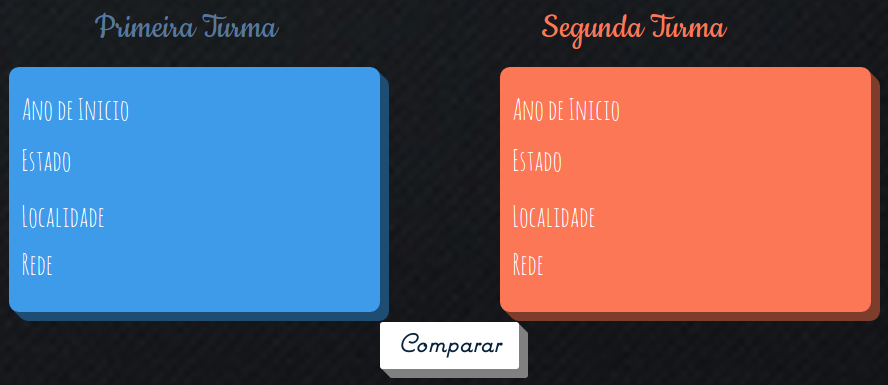 Primeira Turma
Ano de Inicio
Estado
Localidade
Rede
Segunda Turma
Ano de Inicio
Estado
Localidade
Rede
Comparar